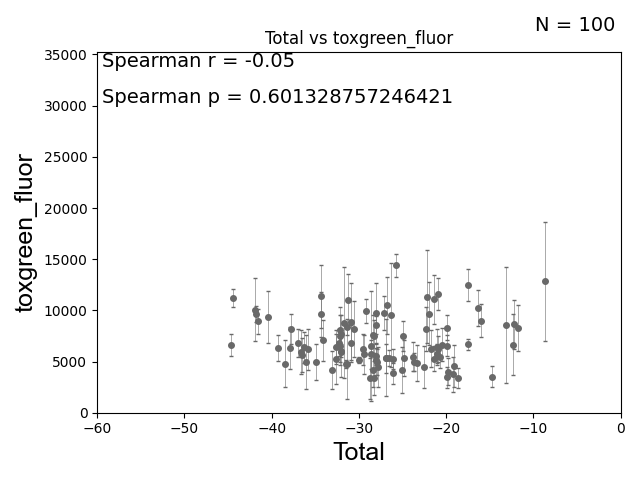 N = 100
Total vs toxgreen_fluor
Spearman r = -0.05
Spearman p = 0.601328757246421
35000
30000
25000
20000
15000
10000
5000
0
toxgreen_fluor
−60 −50 −40 −30 −20 −10 0
Total